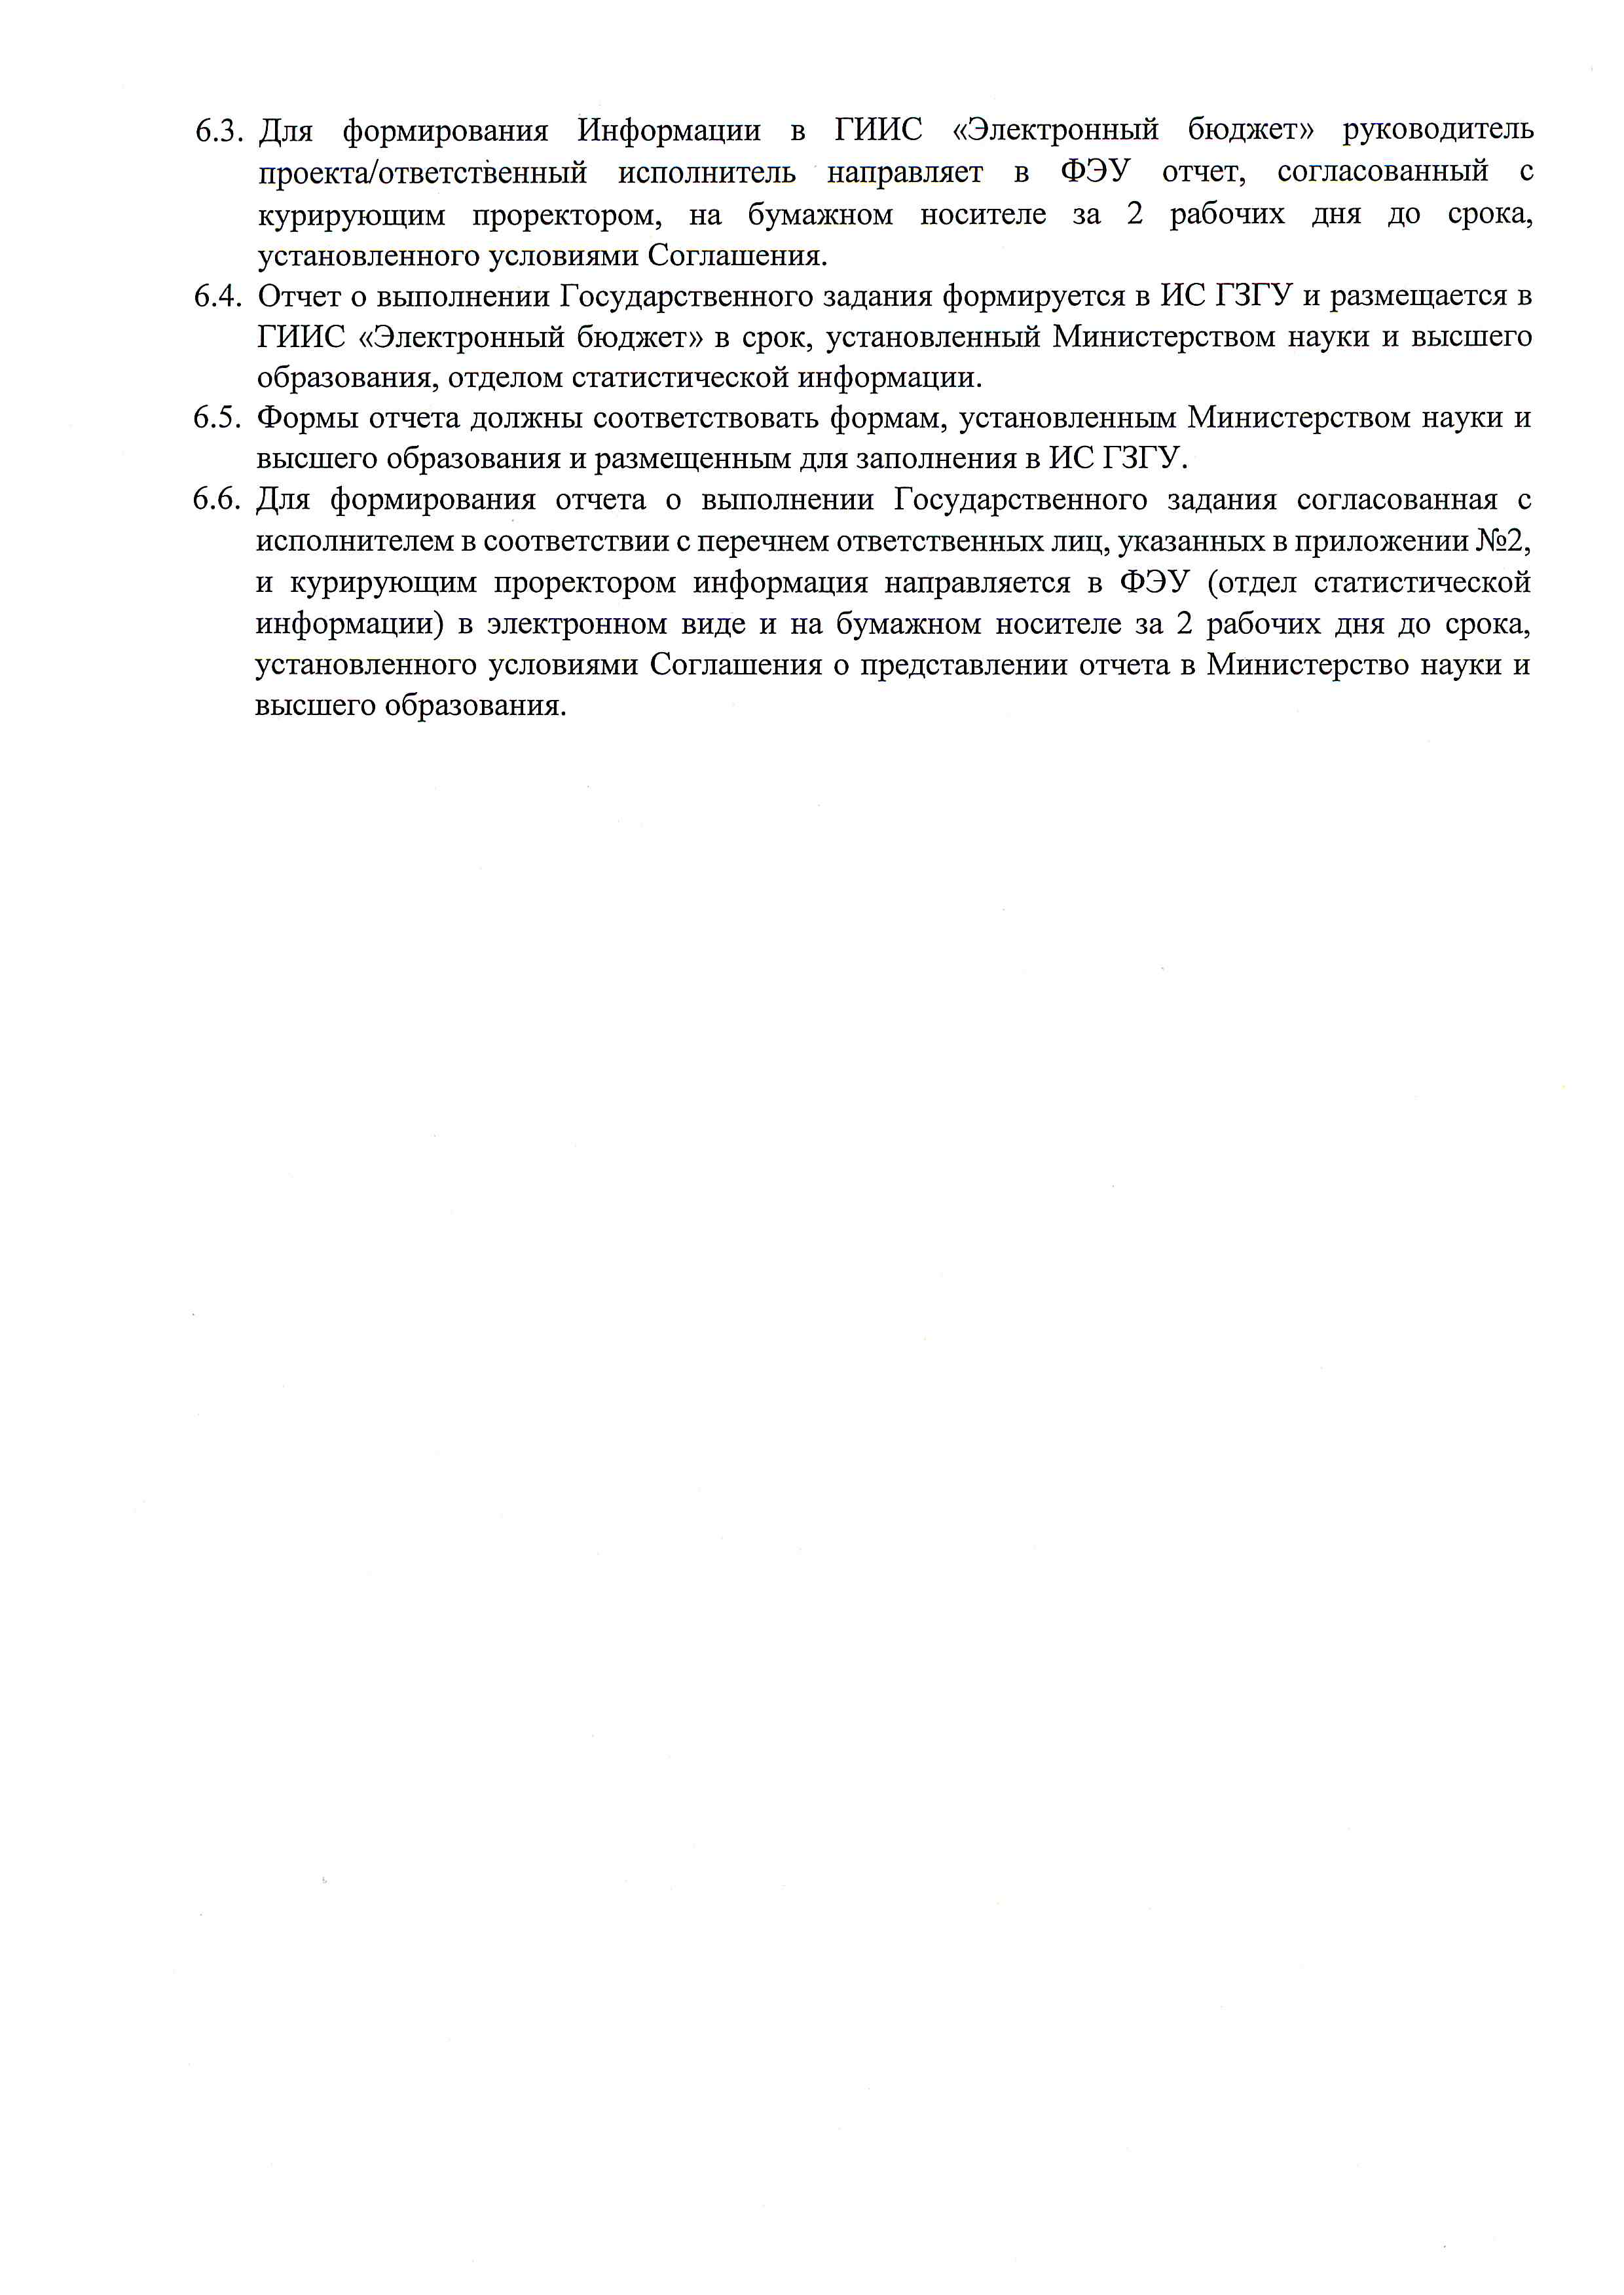 6.3. Для формирования Информации в ГИИС «Электронный бюджет» руководитель
проекта/ответственный исполнитель направляет в ФЭУ отчет, согласованный с
курирующим проректором, на бумажном носителе за 2 рабочих дня до срока,
установленного условиями Соглашения.
6.4. Отчет о выполнении Государственного задания формируется в ИС ГЗГУ и размещается в
ГИИС «Электронный бюджет» в срок, установленный Министерством науки и высшего
образования, отделом статистической информации.
6.5. Формы отчета должны соответствовать формам, установленным Министерством науки и
высшего образования и размещенным для заполнения в ИС ГЗГУ.
6.6. Для формирования отчета о выполнении Государственного задания согласованная с
исполнителем в соответствии с перечнем ответственных лиц, указанных в приложении №2,
и курирующим проректором информация направляется в ФЭУ (отдел статистической
информации) в электронном виде и на бумажном носителе за 2 рабочих дня до срока,
установленного условиями Соглашения о представлении отчета в Министерство науки и
высшего образования.